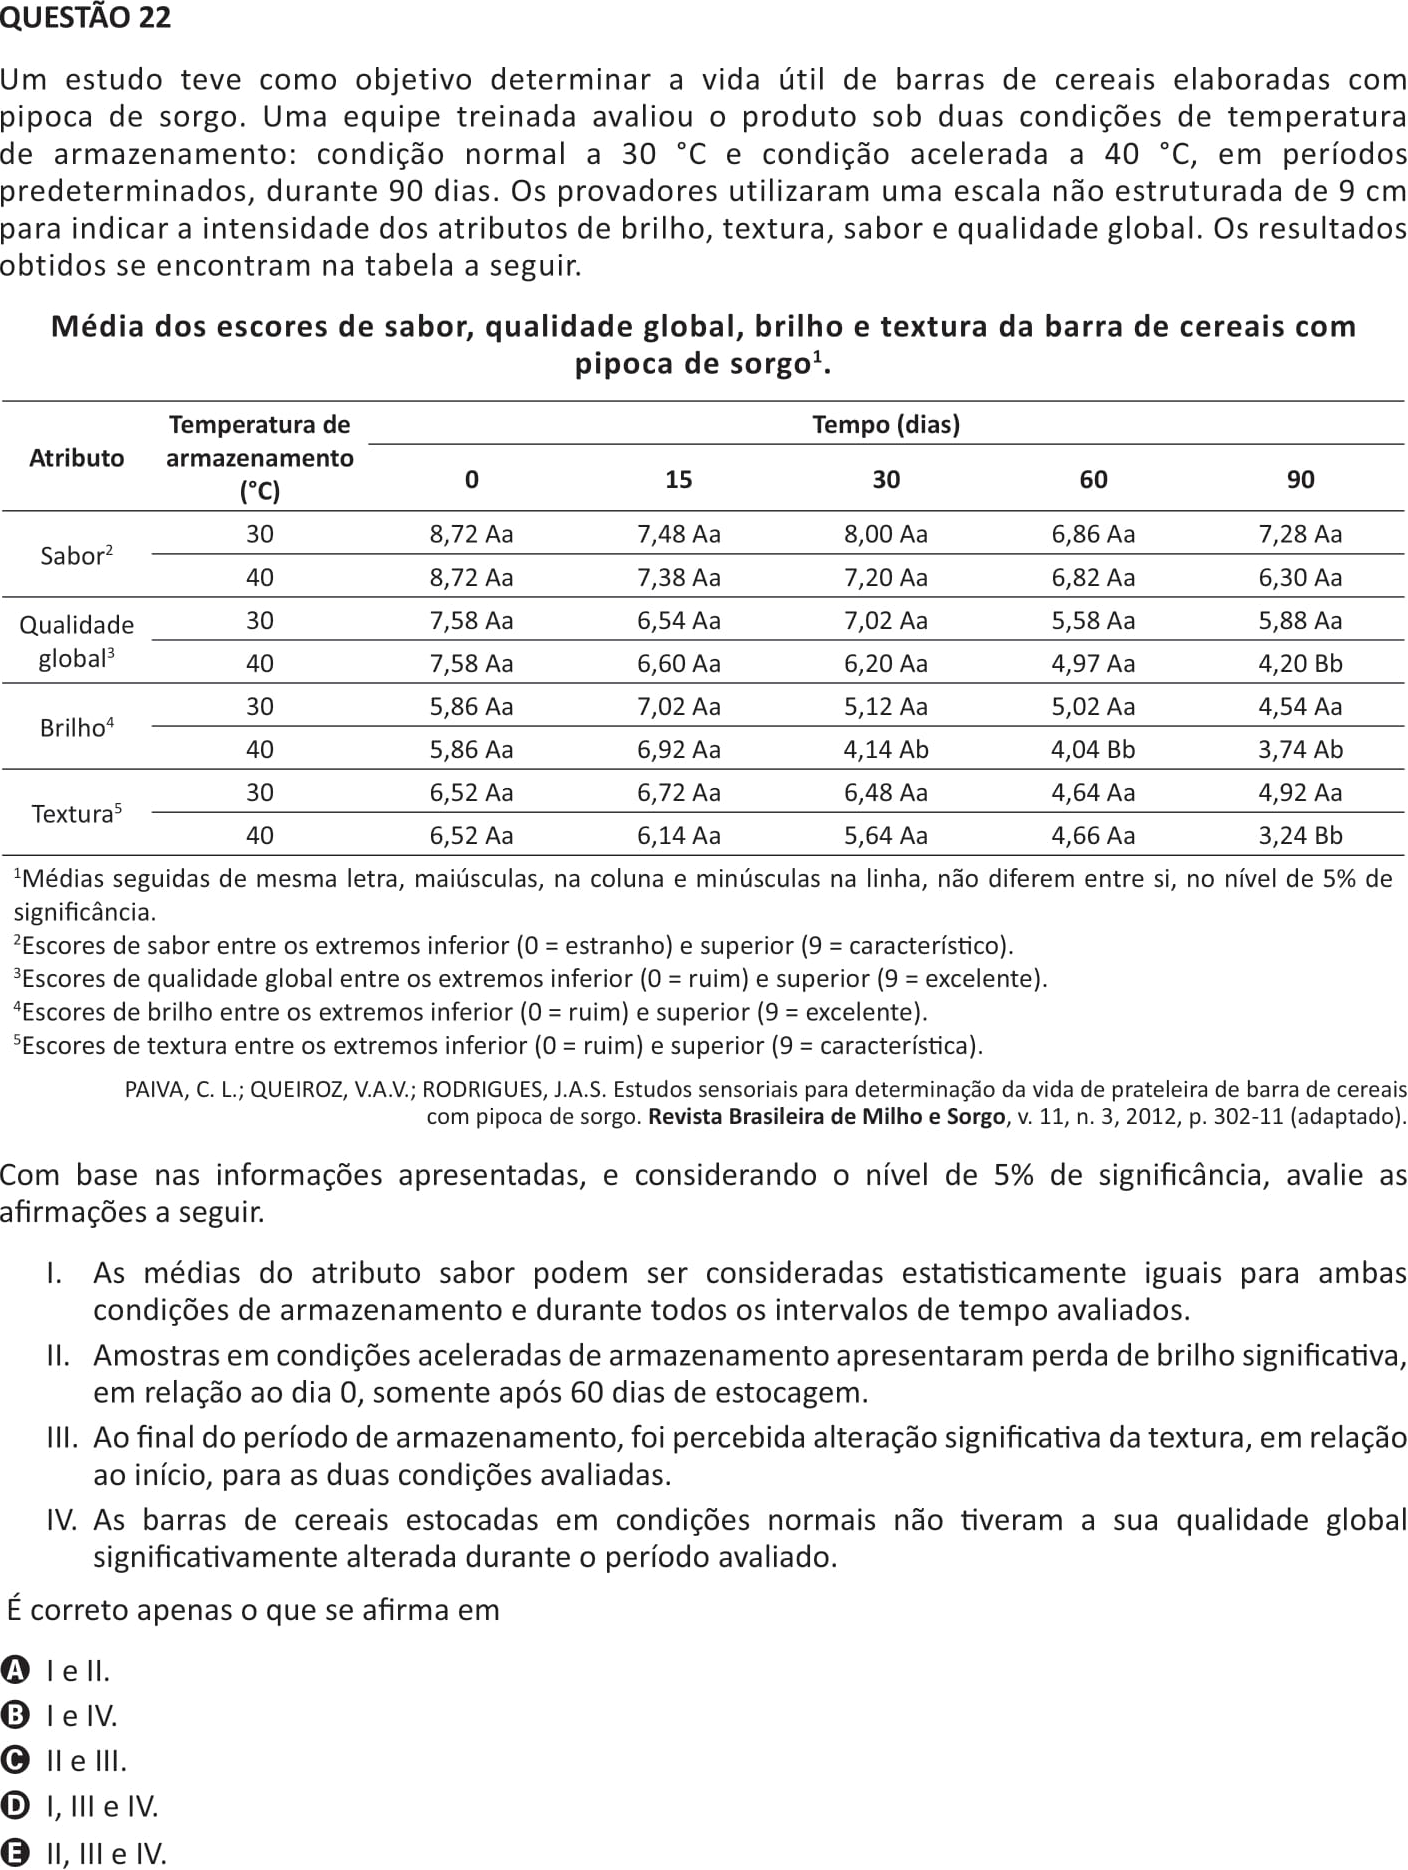 QUESTÃO 22
Um estudo teve como objetivo determinar a vida útil de barras de cereais elaboradas com
pipoca de sorgo. Uma equipe treinada avaliou o produto sob duas condições de temperatura
de armazenamento: condição normal a 30 °C e condição acelerada a 40 °C, em períodos
predeterminados, durante 90 dias. Os provadores utilizaram uma escala não estruturada de 9 cm
para indicar a intensidade dos atributos de brilho, textura, sabor e qualidade global. Os resultados
obtidos se encontram na tabela a seguir.
Média dos escores de sabor, qualidade global, brilho e textura da barra de cereais com
pipoca de sorgo¹.
Atributo Temperatura de armazenamento (°C) Tempo (dias)
0 15 30 60 90
Sabor² 30 8,72 Aa 7,48 Aa 8,00 Aa 6,86 Aa 7,28 Aa
40 8,72 Aa 7,38 Aa 7,20 Aa 6,82 Aa 6,30 Aa
Qualidade global³ 30 7,58 Aa 6,54 Aa 7,02 Aa 5,58 Aa 5,88 Aa
40 7,58 Aa 6,60 Aa 6,20 Aa 4,97 Aa 4,20 Bb
Brilho⁴ 30 5,86 Aa 7,02 Aa 5,12 Aa 5,02 Aa 4,54 Aa
40 5,86 Aa 6,92 Aa 4,14 Ab 4,04 Bb 3,74 Ab
Textura⁵ 30 6,52 Aa 6,72 Aa 6,48 Aa 4,64 Aa 4,92 Aa
40 6,52 Aa 6,14 Aa 5,64 Aa 4,66 Aa 3,24 Bb
¹Médias seguidas de mesma letra, maiúsculas, na coluna e minúsculas na linha, não diferem entre si, no nível de 5% de
significância.
²Escores de sabor entre os extremos inferior (0 = estranho) e superior (9 = característico).
³Escores de qualidade global entre os extremos inferior (0 = ruim) e superior (9 = excelente).
⁴Escores de brilho entre os extremos inferior (0 = ruim) e superior (9 = excelente).
⁵Escores de textura entre os extremos inferior (0 = ruim) e superior (9 = característica).
PAIVA, C. L.; QUEIROZ, V.A.V.; RODRIGUES, J.A.S. Estudos sensoriais para determinação da vida de prateleira de barra de cereais
com pipoca de sorgo. Revista Brasileira de Milho e Sorgo, v. 11, n. 3, 2012, p. 302-11 (adaptado).
Com base nas informações apresentadas, e considerando o nível de 5% de significância, avalie as
afirmações a seguir.
I. As médias do atributo sabor podem ser consideradas estatisticamente iguais para ambas
condições de armazenamento e durante todos os intervalos de tempo avaliados.
II. Amostras em condições aceleradas de armazenamento apresentaram perda de brilho significativa,
em relação ao dia 0, somente após 60 dias de estocagem.
III. Ao final do período de armazenamento, foi percebida alteração significativa da textura, em relação
ao início, para as duas condições avaliadas.
IV. As barras de cereais estocadas em condições normais não tiveram a sua qualidade global
significativamente alterada durante o período avaliado.
É correto apenas o que se afirma em
A I e II.
B I e IV.
C II e III.
D I, III e IV.
E II, III e IV.